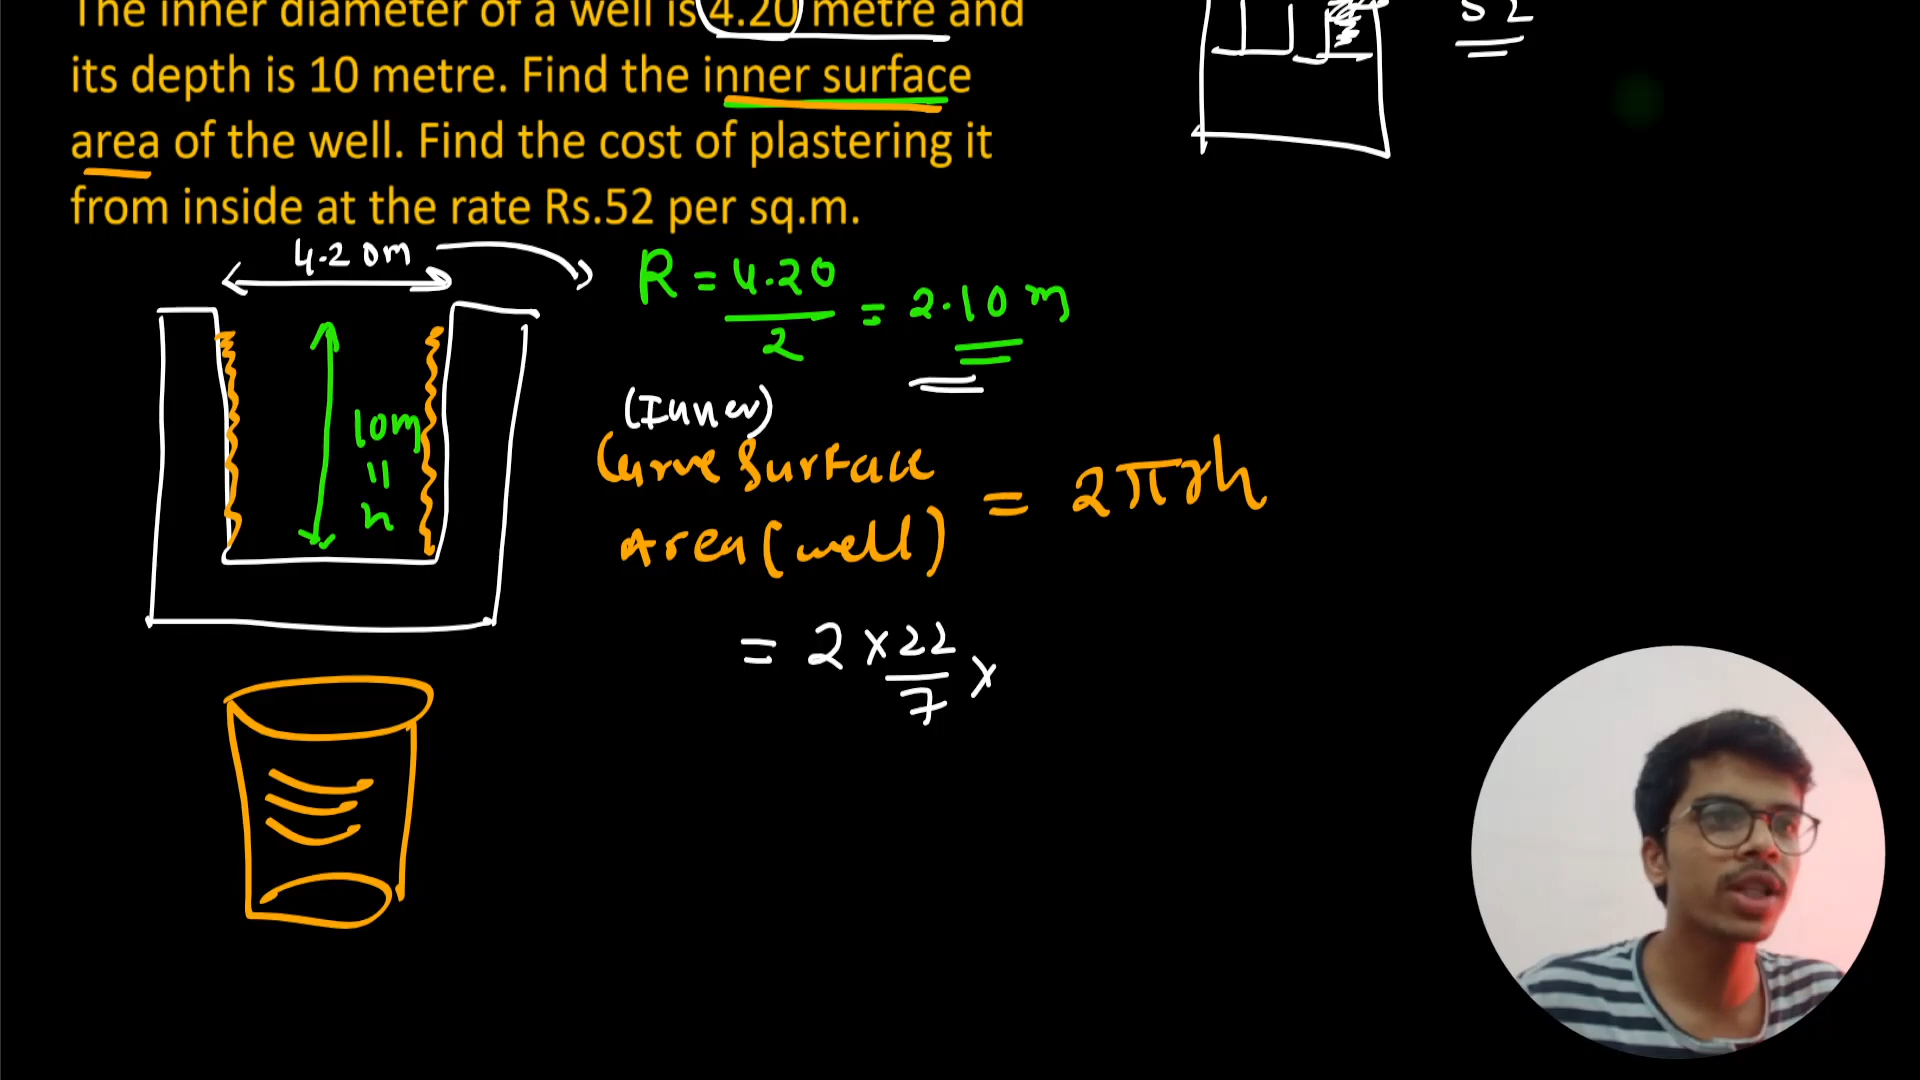 The inner diameter of a well is 4.20 metre and
its depth is 10 metre. Find the inner surface
area of the well. Find the cost of plastering it
from inside at the rate Rs.52 per sq.m.
52
4.20m
R = 4.20/2 = 2.10 m
10m
=
h
(Inner)
Curve Surface
Area (well) = 2πrh
= 2 × 22/7 ×